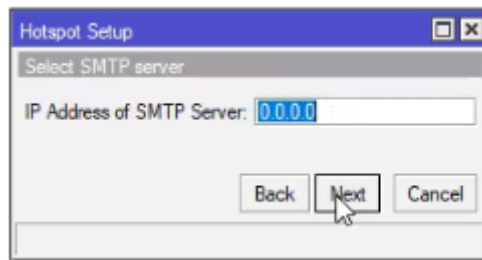 Hotspot Setup
Select SMTP server
IP Address of SMTP Server: 0.0.0.0
Back Next Cancel